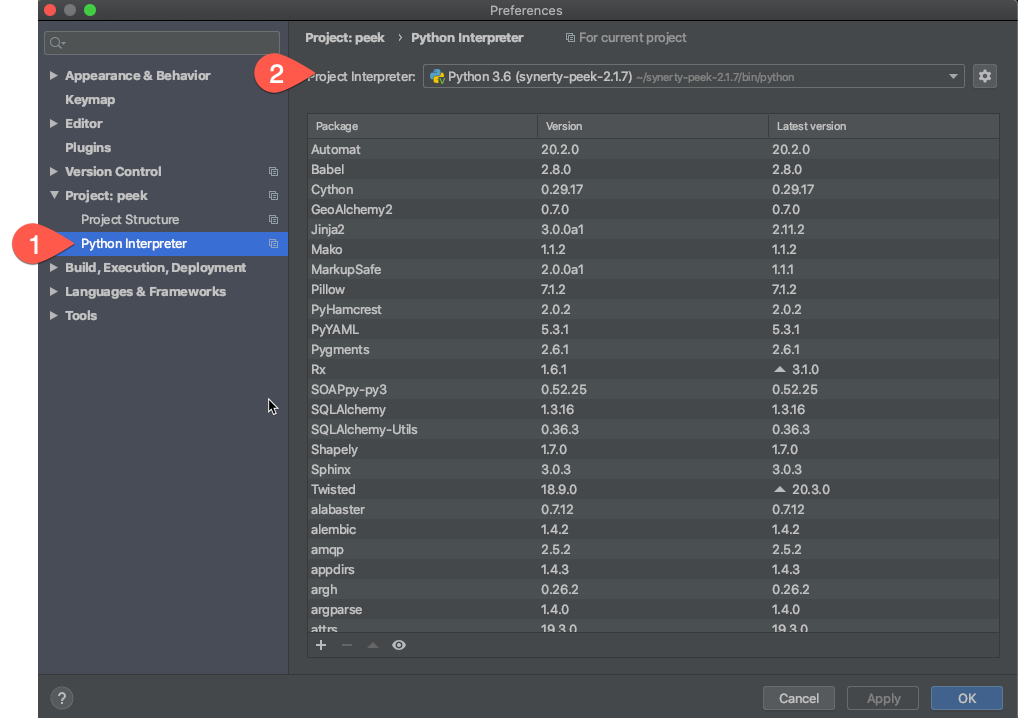 Preferences
Project: peek › Python Interpreter For current project
Appearance & Behavior
Keymap
Editor
Plugins
Version Control
Project: peek
Project Structure
1 Python Interpreter
Build, Execution, Deployment
Languages & Frameworks
Tools
2 Project Interpreter: Python 3.6 (synerty-peek-2.1.7) ~/synerty-peek-2.1.7/bin/python
Package Version Latest version
Automat 20.2.0 20.2.0
Babel 2.8.0 2.8.0
Cython 0.29.17 0.29.17
GeoAlchemy2 0.7.0 0.7.0
Jinja2 3.0.0a1 2.11.2
Mako 1.1.2 1.1.2
MarkupSafe 2.0.0a1 1.1.1
Pillow 7.1.2 7.1.2
PyHamcrest 2.0.2 2.0.2
PyYAML 5.3.1 5.3.1
Pygments 2.6.1 2.6.1
Rx 1.6.1 3.1.0
SOAPpy-py3 0.52.25 0.52.25
SQLAlchemy 1.3.16 1.3.16
SQLAlchemy-Utils 0.36.3 0.36.3
Shapely 1.7.0 1.7.0
Sphinx 3.0.3 3.0.3
Twisted 18.9.0 20.3.0
alabaster 0.7.12 0.7.12
alembic 1.4.2 1.4.2
amqp 2.5.2 2.5.2
appdirs 1.4.3 1.4.3
argh 0.26.2 0.26.2
argparse 1.4.0 1.4.0
attrs 19.3.0 19.3.0
? Cancel Apply OK